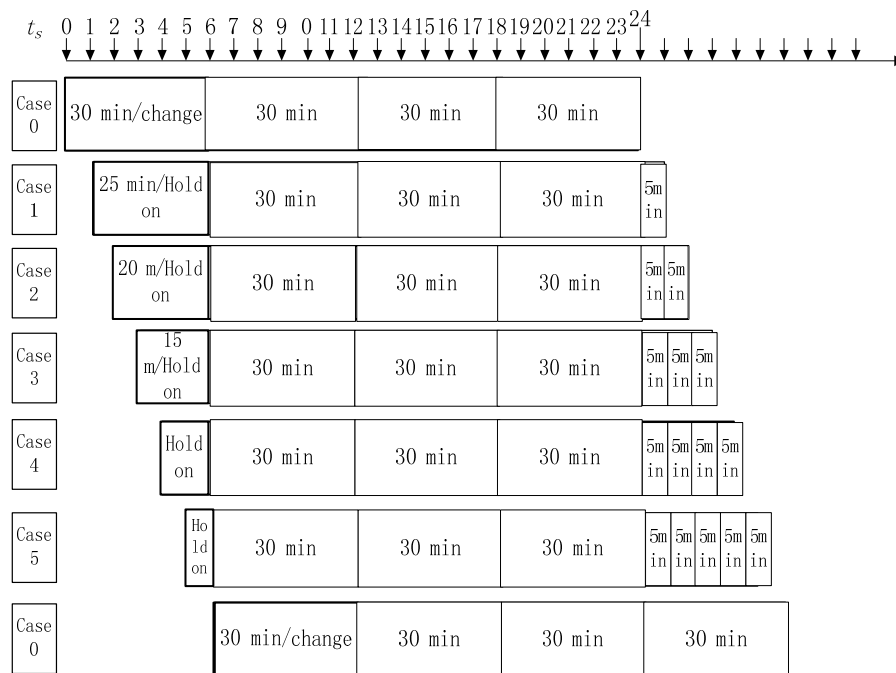 t_s 0 1 2 3 4 5 6 7 8 9 0 11 12 13 14 15 16 17 18 19 20 21 22 23 24
Case
0
30 min/change 30 min 30 min 30 min
Case
1
25 min/Hold
on
30 min 30 min 30 min
5m
in
Case
2
20 m/Hold
on
30 min 30 min 30 min
5m 5m
in in
Case
3
15
m/Hold
on
30 min 30 min 30 min
5m 5m 5m
in in in
Case
4
Hold
on
30 min 30 min 30 min
5m 5m 5m 5m
in in in in
Case
5
Ho
ld
on
30 min 30 min 30 min
5m 5m 5m 5m 5m
in in in in in
Case
0
30 min/change 30 min 30 min 30 min